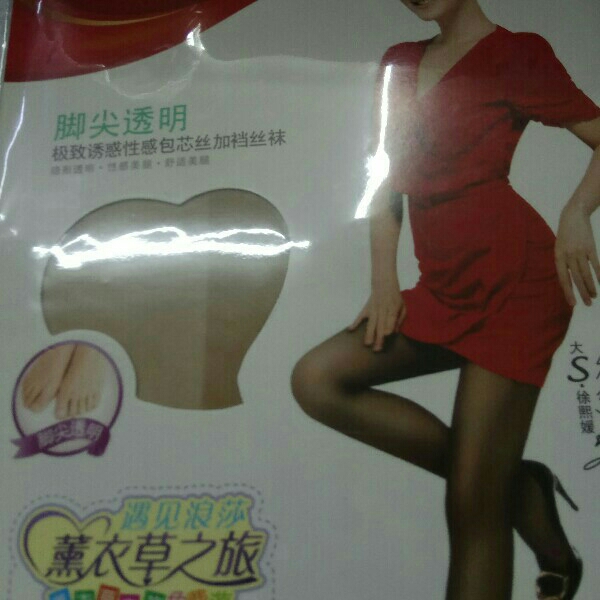 脚尖透明
极致诱惑性感包芯丝加裆丝袜
大
S·徐熙媛
脚尖透明
遇见浪莎
薰衣草之旅